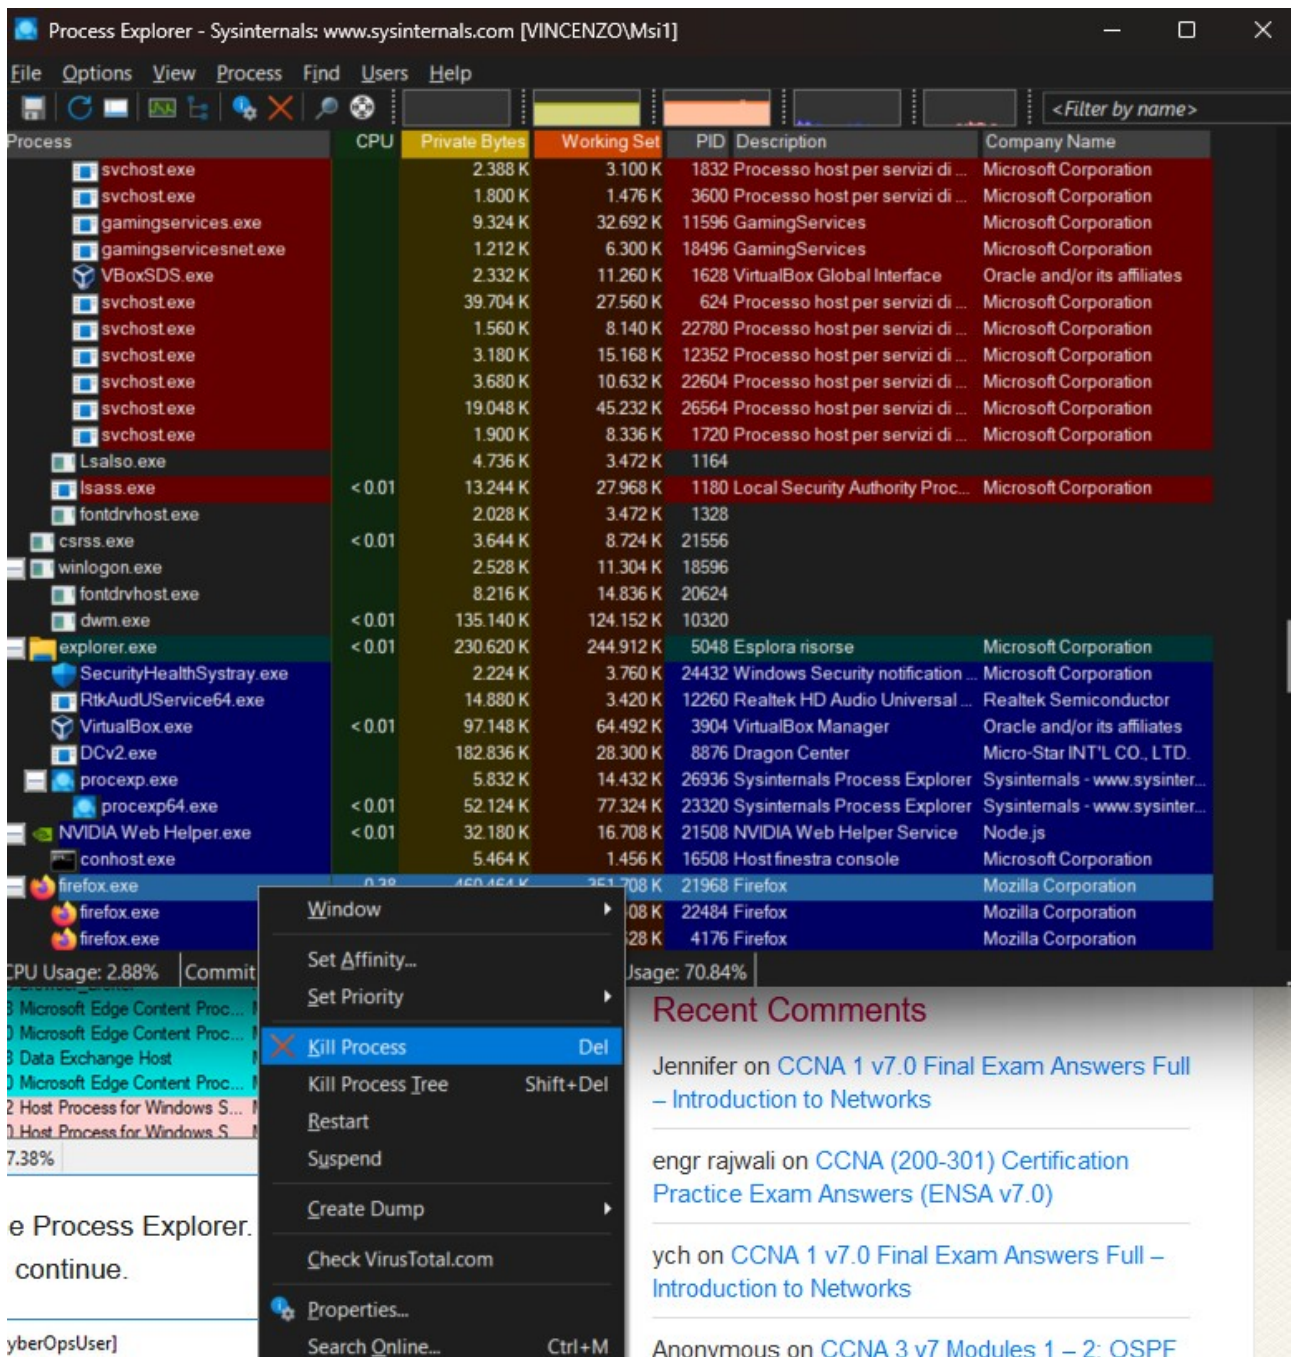 Process Explorer - Sysinternals: www.sysinternals.com [VINCENZO\Msi1]
File Options View Process Find Users Help
<Filter by name>
Process CPU Private Bytes Working Set PID Description Company Name
svchost.exe 2.388 K 3.100 K 1832 Processo host per servizi di ... Microsoft Corporation
svchost.exe 1.800 K 1.476 K 3600 Processo host per servizi di ... Microsoft Corporation
gamingservices.exe 9.324 K 32.692 K 11596 GamingServices Microsoft Corporation
gamingservicesnet.exe 1.212 K 6.300 K 18496 GamingServices Microsoft Corporation
VBoxSDS.exe 2.332 K 11.260 K 1628 VirtualBox Global Interface Oracle and/or its affiliates
svchost.exe 39.704 K 27.560 K 624 Processo host per servizi di ... Microsoft Corporation
svchost.exe 1.560 K 8.140 K 22780 Processo host per servizi di ... Microsoft Corporation
svchost.exe 3.180 K 15.168 K 12352 Processo host per servizi di ... Microsoft Corporation
svchost.exe 3.680 K 10.632 K 22604 Processo host per servizi di ... Microsoft Corporation
svchost.exe 19.048 K 45.232 K 26564 Processo host per servizi di ... Microsoft Corporation
svchost.exe 1.900 K 8.336 K 1720 Processo host per servizi di ... Microsoft Corporation
LsaIso.exe 4.736 K 3.472 K 1164
lsass.exe < 0.01 13.244 K 27.968 K 1180 Local Security Authority Proc... Microsoft Corporation
fontdrvhost.exe 2.028 K 3.472 K 1328
csrss.exe < 0.01 3.644 K 8.724 K 21556
winlogon.exe 2.528 K 11.304 K 18596
fontdrvhost.exe 8.216 K 14.836 K 20624
dwm.exe < 0.01 135.140 K 124.152 K 10320
explorer.exe < 0.01 230.620 K 244.912 K 5048 Esplora risorse Microsoft Corporation
SecurityHealthSystray.exe 2.224 K 3.760 K 24432 Windows Security notification ... Microsoft Corporation
RtkAudUService64.exe 14.880 K 3.420 K 12260 Realtek HD Audio Universal ... Realtek Semiconductor
VirtualBox.exe < 0.01 97.148 K 64.492 K 3904 VirtualBox Manager Oracle and/or its affiliates
DCv2.exe 182.836 K 28.300 K 8876 Dragon Center Micro-Star INT'L CO., LTD.
procexp.exe 5.832 K 14.432 K 26936 Sysinternals Process Explorer Sysinternals - www.sysinter...
procexp64.exe < 0.01 52.124 K 77.324 K 23320 Sysinternals Process Explorer Sysinternals - www.sysinter...
NVIDIA Web Helper.exe < 0.01 32.180 K 16.708 K 21508 NVIDIA Web Helper Service Node.js
conhost.exe 5.464 K 1.456 K 16508 Host finestra console Microsoft Corporation
firefox.exe 0.38 460.464 K 351.708 K 21968 Firefox Mozilla Corporation
firefox.exe 08 K 22484 Firefox Mozilla Corporation
firefox.exe 28 K 4176 Firefox Mozilla Corporation
CPU Usage: 2.88% Commit Usage: 70.84%
Window
Set Affinity...
Set Priority
Kill Process Del
Kill Process Tree Shift+Del
Restart
Suspend
Create Dump
Check VirusTotal.com
Properties...
Search Online... Ctrl+M
Microsoft Edge Content Proc...
Microsoft Edge Content Proc...
Data Exchange Host
Microsoft Edge Content Proc...
Host Process for Windows S...
Host Process for Windows S...
7.38%
e Process Explorer.
continue.
yberOpsUser]
Recent Comments
Jennifer on CCNA 1 v7.0 Final Exam Answers Full
– Introduction to Networks
engr rajwali on CCNA (200-301) Certification
Practice Exam Answers (ENSA v7.0)
ych on CCNA 1 v7.0 Final Exam Answers Full –
Introduction to Networks
Anonymous on CCNA 3 v7 Modules 1 – 2: OSPF